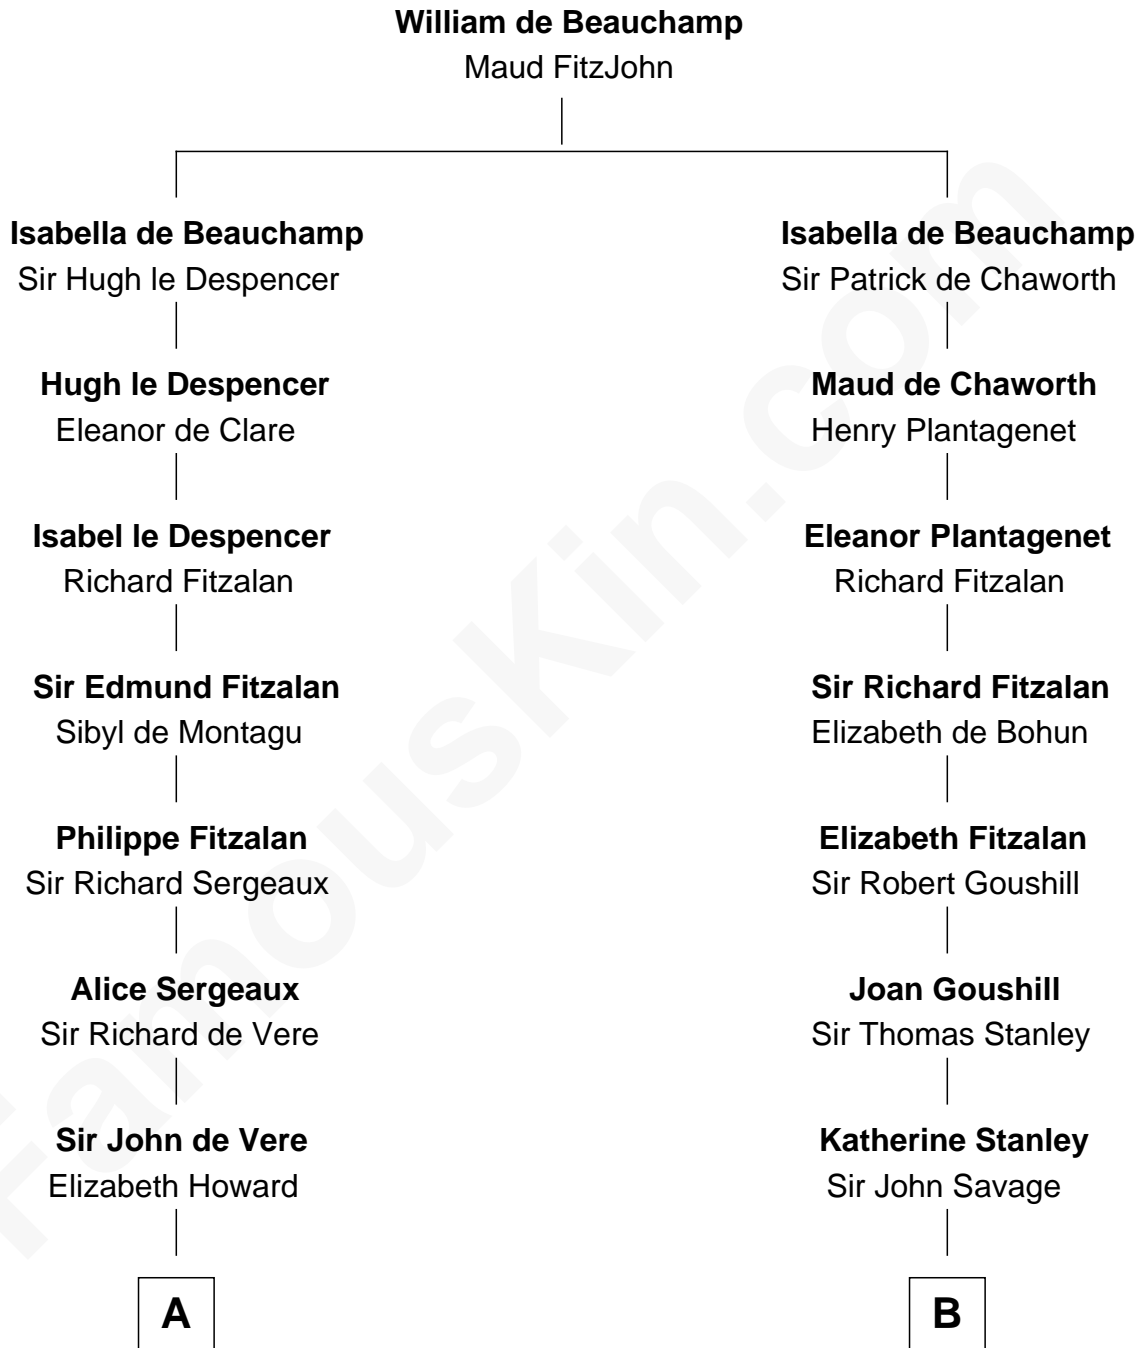 William de Beauchamp
Maud FitzJohn
Isabella de Beauchamp
Sir Hugh le Despencer
Hugh le Despencer
Eleanor de Clare
Isabel le Despencer
Richard Fitzalan
Sir Edmund Fitzalan
Sibyl de Montagu
Philippe Fitzalan
Sir Richard Sergeaux
Alice Sergeaux
Sir Richard de Vere
Sir John de Vere
Elizabeth Howard
A
Isabella de Beauchamp
Sir Patrick de Chaworth
Maud de Chaworth
Henry Plantagenet
Eleanor Plantagenet
Richard Fitzalan
Sir Richard Fitzalan
Elizabeth de Bohun
Elizabeth Fitzalan
Sir Robert Goushill
Joan Goushill
Sir Thomas Stanley
Katherine Stanley
Sir John Savage
B
FamousKin.com